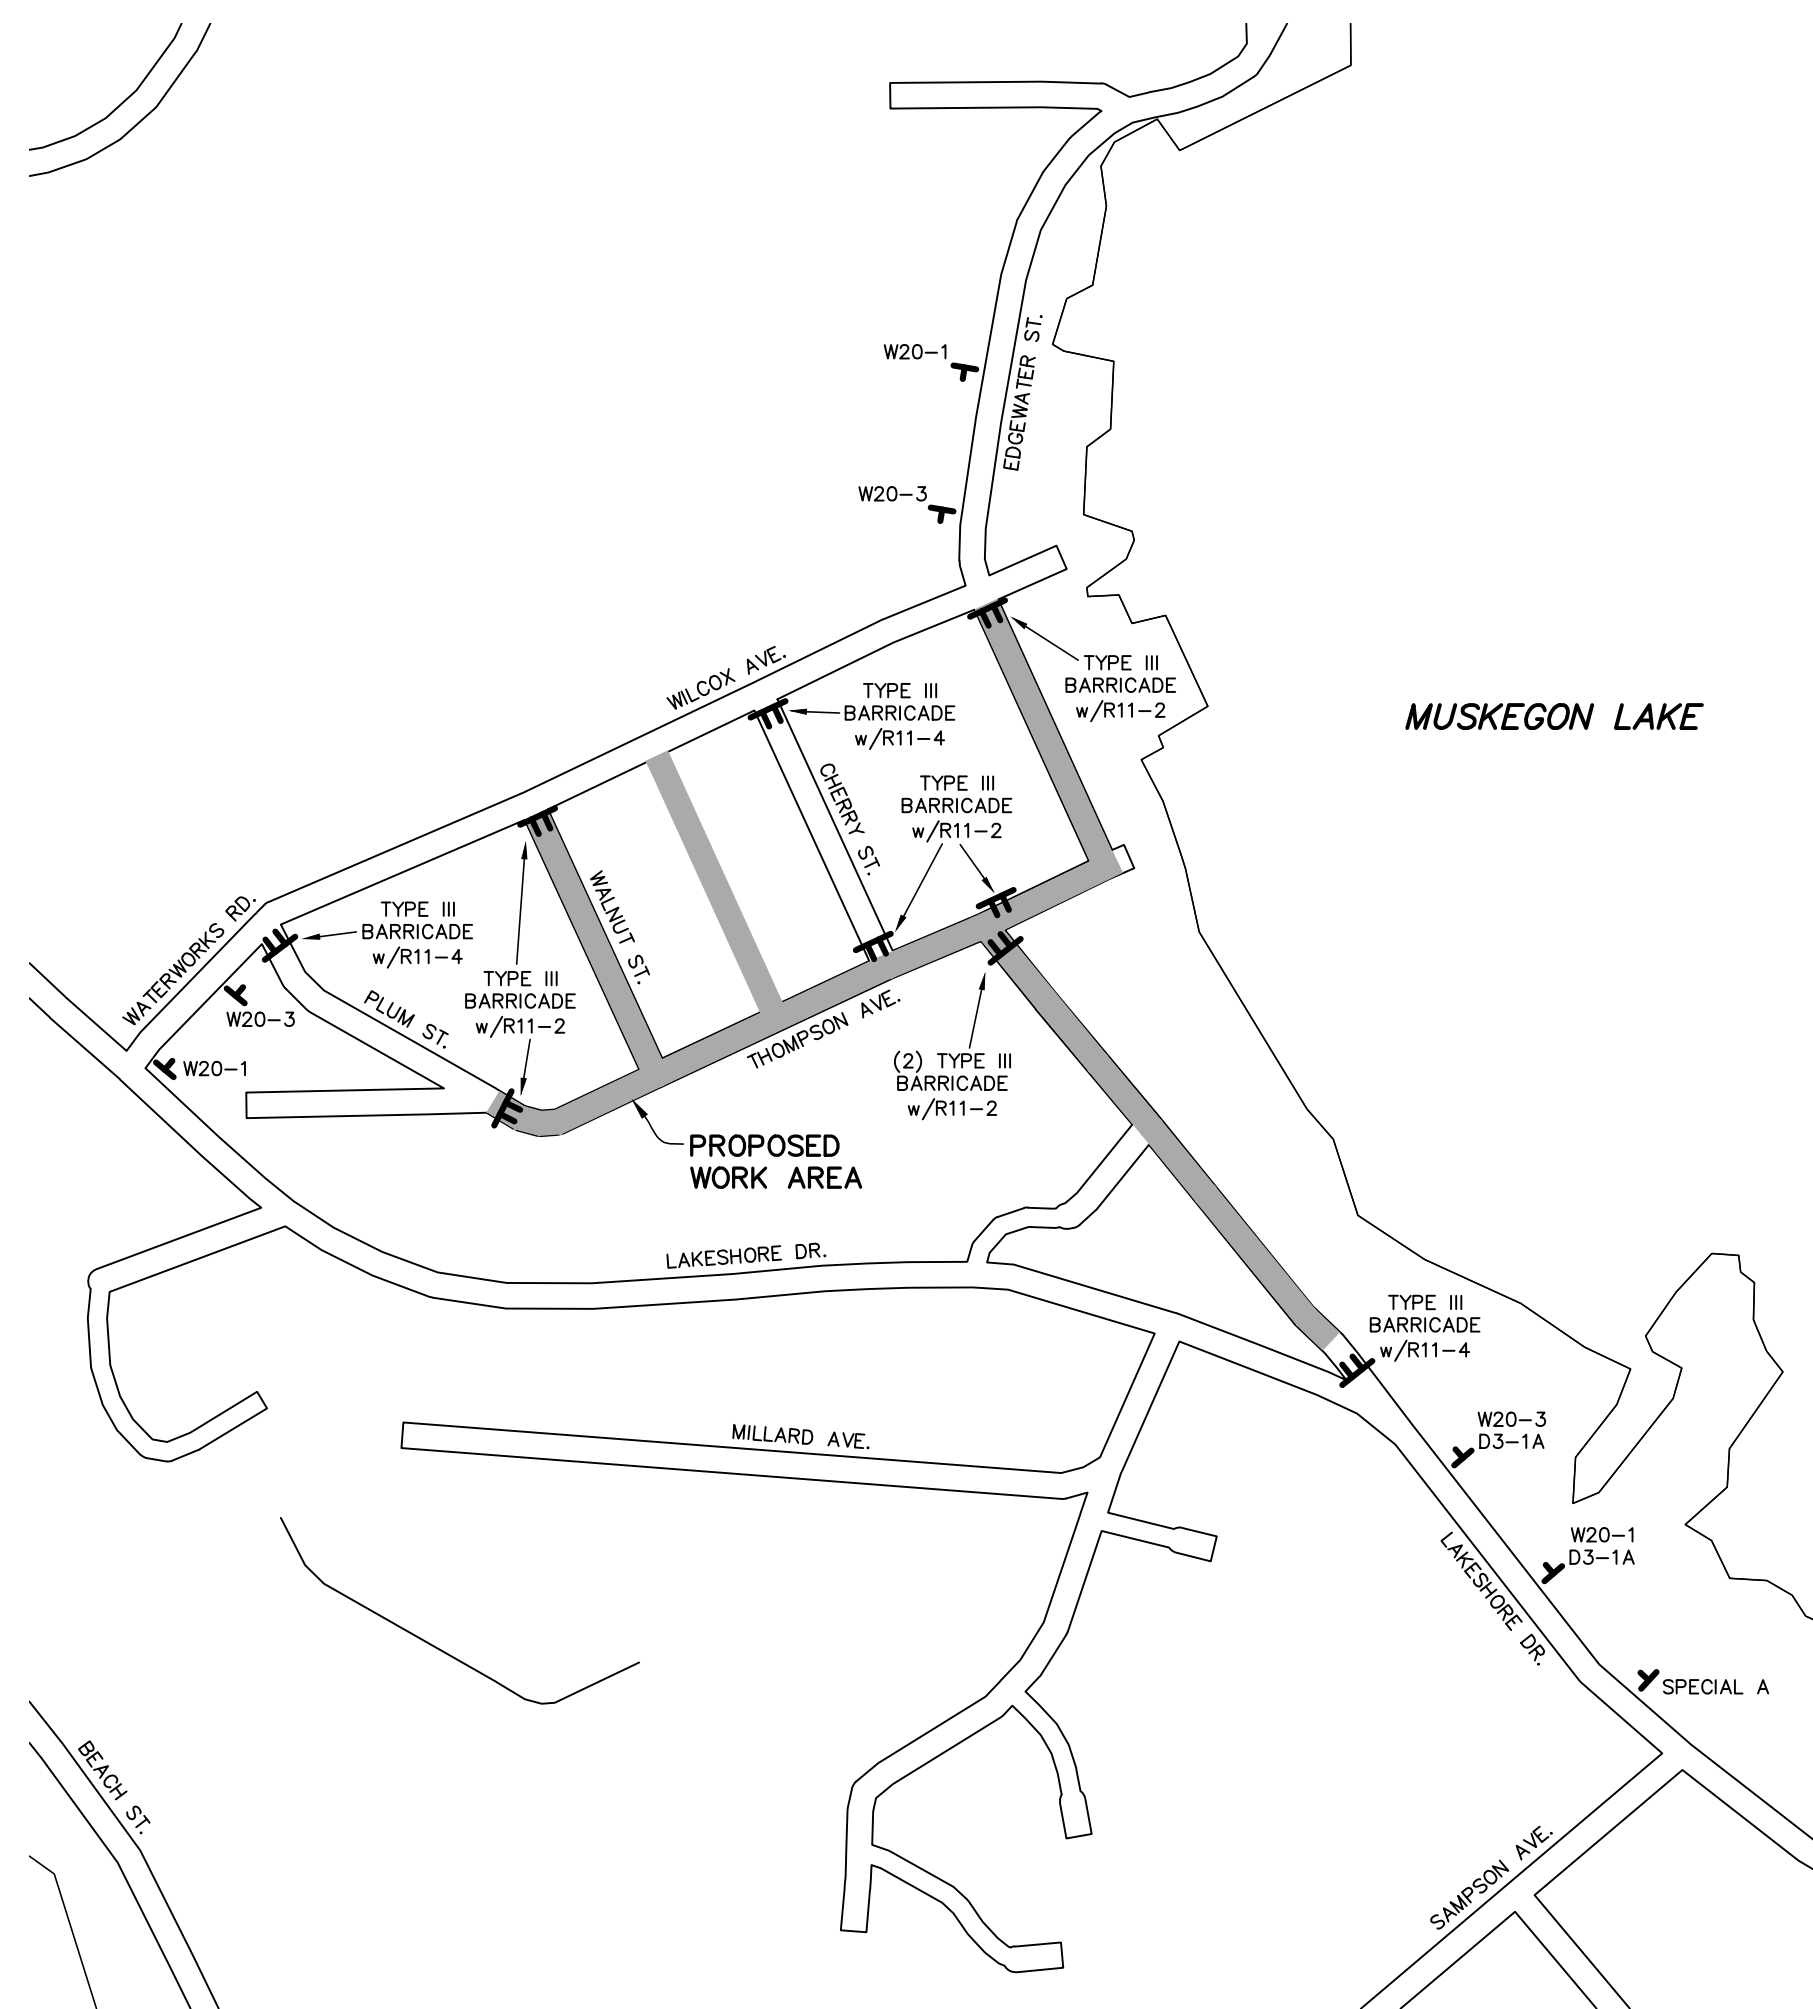 W20-1
EDGEWATER ST.
W20-3
WILCOX AVE.
TYPE III
BARRICADE
w/R11-2
TYPE III
BARRICADE
w/R11-4
MUSKEGON LAKE
CHERRY ST.
TYPE III
BARRICADE
w/R11-2
WALNUT ST.
WATERWORKS RD.
TYPE III
BARRICADE
w/R11-4
TYPE III
BARRICADE
w/R11-2
W20-3
PLUM ST.
THOMPSON AVE.
W20-1
(2) TYPE III
BARRICADE
w/R11-2
PROPOSED
WORK AREA
LAKESHORE DR.
TYPE III
BARRICADE
w/R11-4
MILLARD AVE.
W20-3
D3-1A
W20-1
D3-1A
LAKESHORE DR.
SPECIAL A
BEACH ST.
SAMPSON AVE.